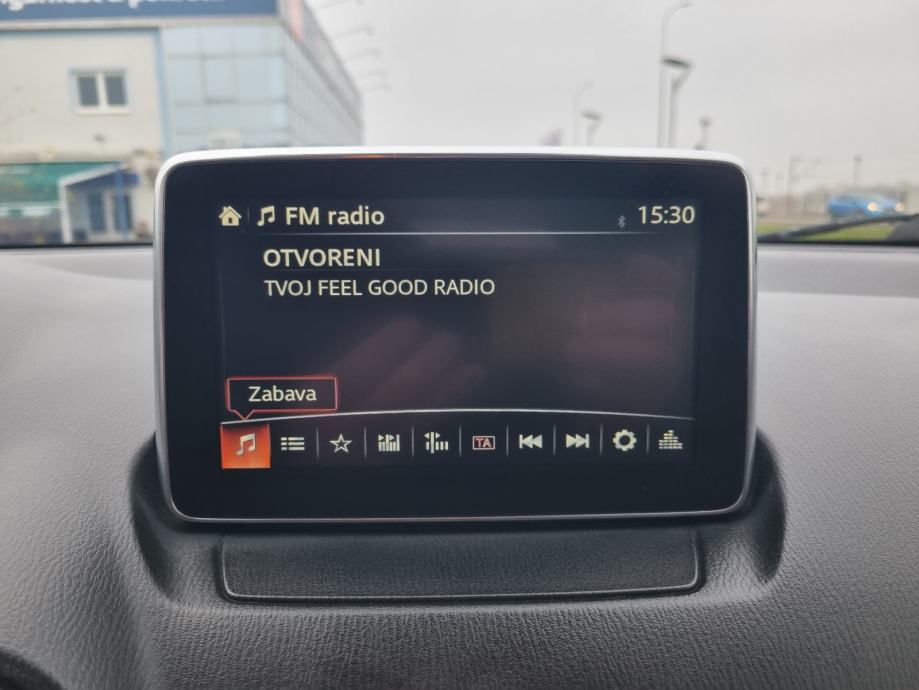 FM radio 15:30
OTVORENI
TVOJ FEEL GOOD RADIO
Zabava
TA